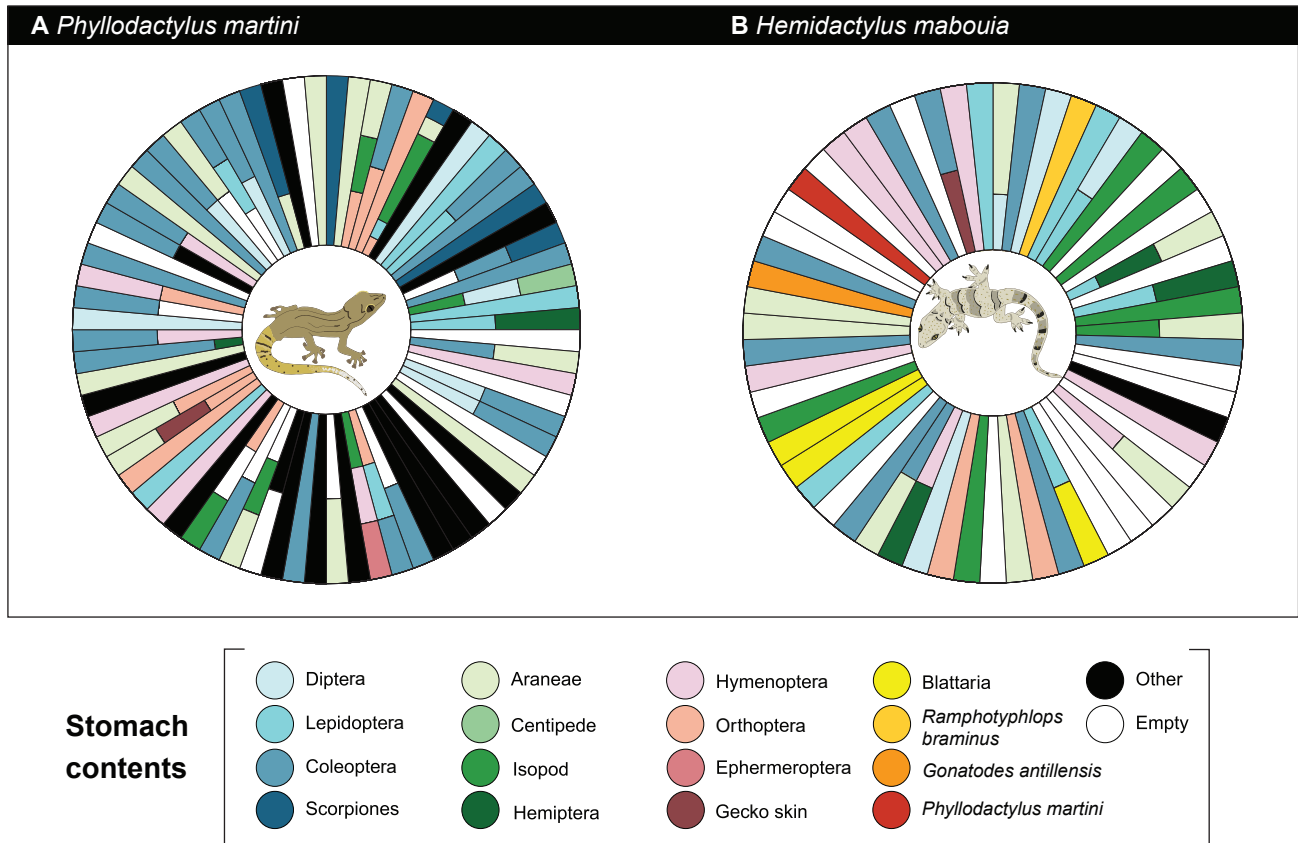 A Phyllodactylus martini
B Hemidactylus mabouia
Stomach
contents
Diptera
Lepidoptera
Coleoptera
Scorpiones
Araneae
Centipede
Isopod
Hemiptera
Hymenoptera
Orthoptera
Ephermeroptera
Gecko skin
Blattaria
Ramphotyphlops
braminus
Gonatodes antillensis
Phyllodactylus martini
Other
Empty